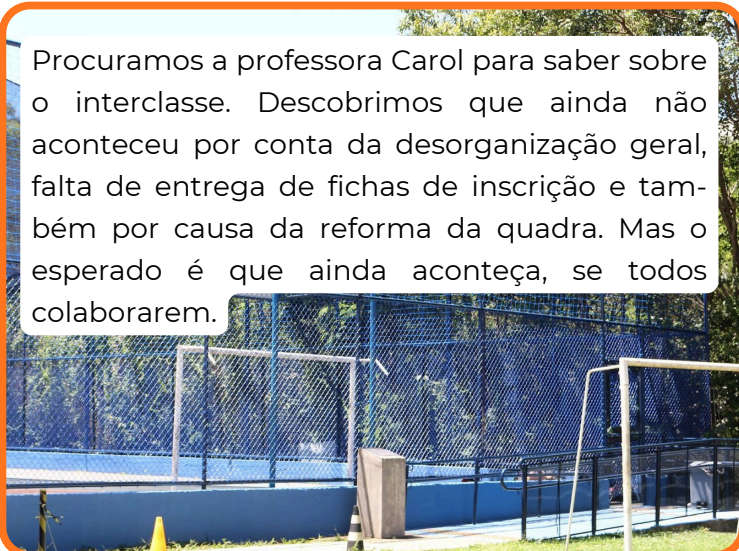 Procuramos a professora Carol para saber sobre
o interclasse. Descobrimos que ainda não
aconteceu por conta da desorganização geral,
falta de entrega de fichas de inscrição e tam-
bém por causa da reforma da quadra. Mas o
esperado é que ainda aconteça, se todos
colaborarem.